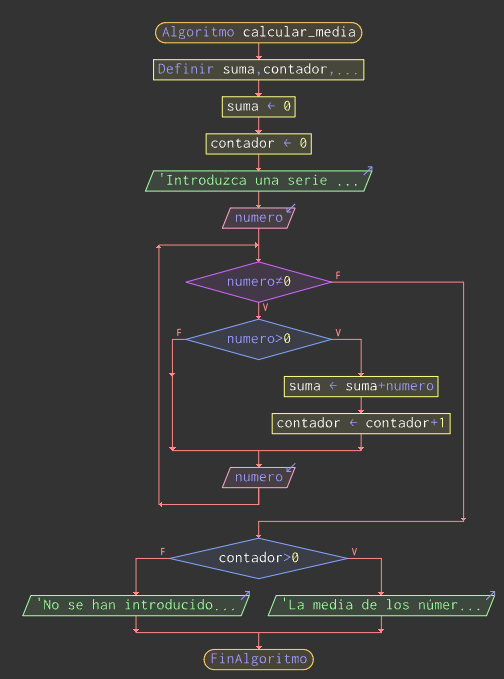 Algoritmo calcular_media
Definir suma,contador,...
suma ← 0
contador ← 0
'Introduzca una serie ...
numero
numero≠0
F
V
numero>0
F
V
suma ← suma+numero
contador ← contador+1
numero
contador>0
F
V
'No se han introducido...
'La media de los númer...
FinAlgoritmo